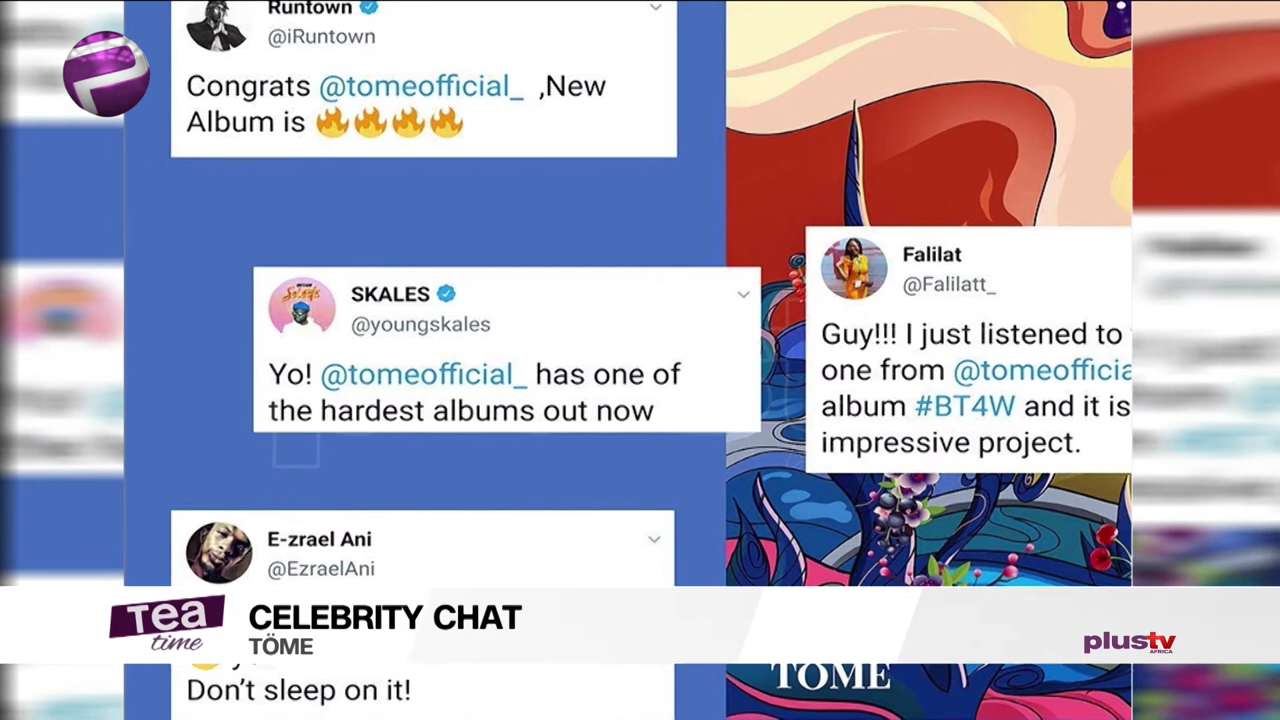 Runtown
@iRuntown
Congrats @tomeofficial_ ,New
Album is 🔥🔥🔥🔥
SKALES
@youngskales
Yo! @tomeofficial_ has one of
the hardest albums out now
Falilat
@Falilatt_
Guy!!! I just listened to
one from @tomeofficia
album #BT4W and it is
impressive project.
E-zrael Ani
@EzraelAni
Tea
time
CELEBRITY CHAT
TÖME
plustv
AFRICA
Don't sleep on it!
TOME